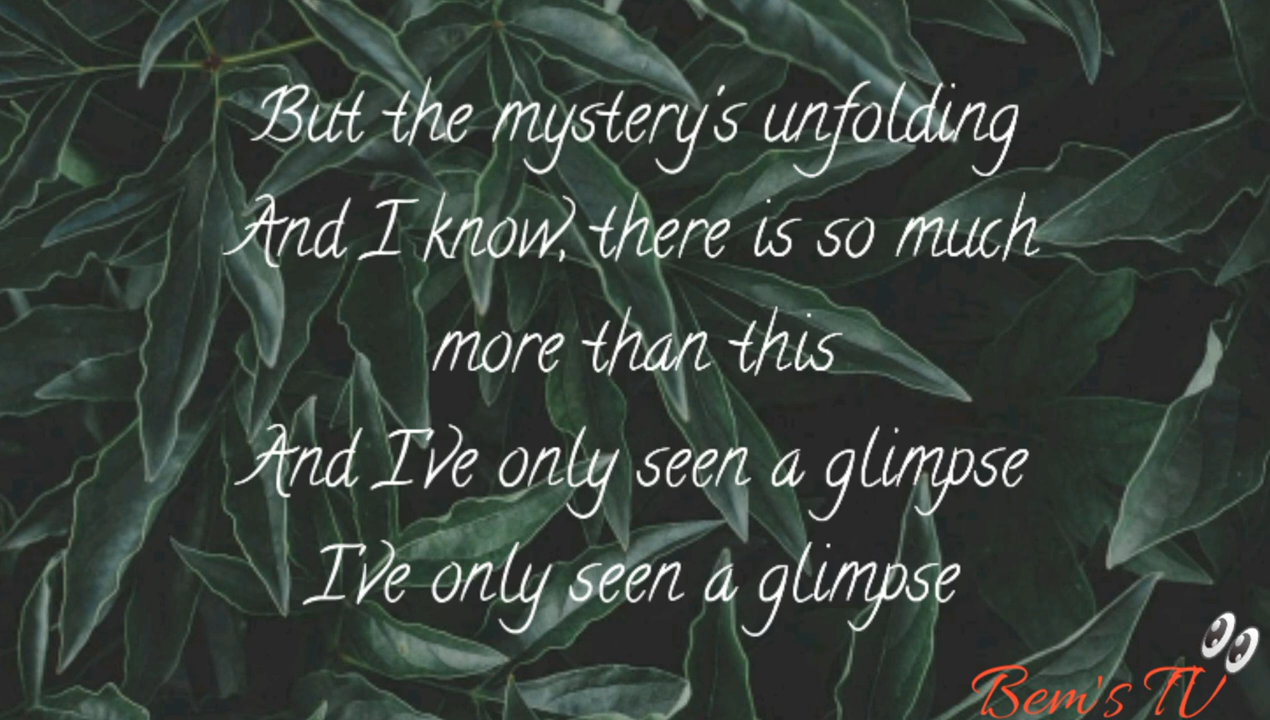 But the mystery's unfolding
And I know, there is so much
more than this
And I've only seen a glimpse
I've only seen a glimpse
Bem's TV